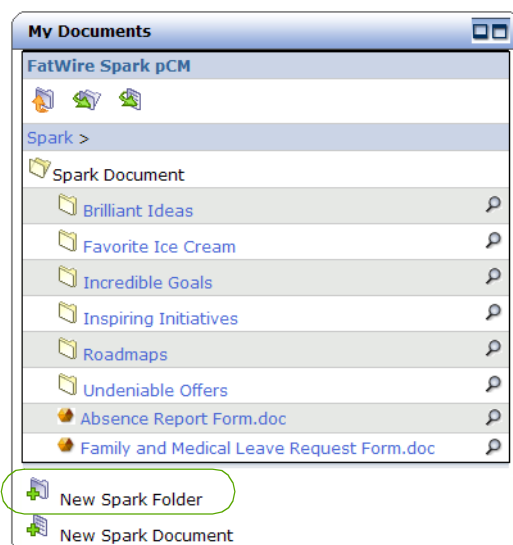 My Documents
FatWire Spark pCM
Spark >
Spark Document
Brilliant Ideas
Favorite Ice Cream
Incredible Goals
Inspiring Initiatives
Roadmaps
Undeniable Offers
Absence Report Form.doc
Family and Medical Leave Request Form.doc
New Spark Folder
New Spark Document